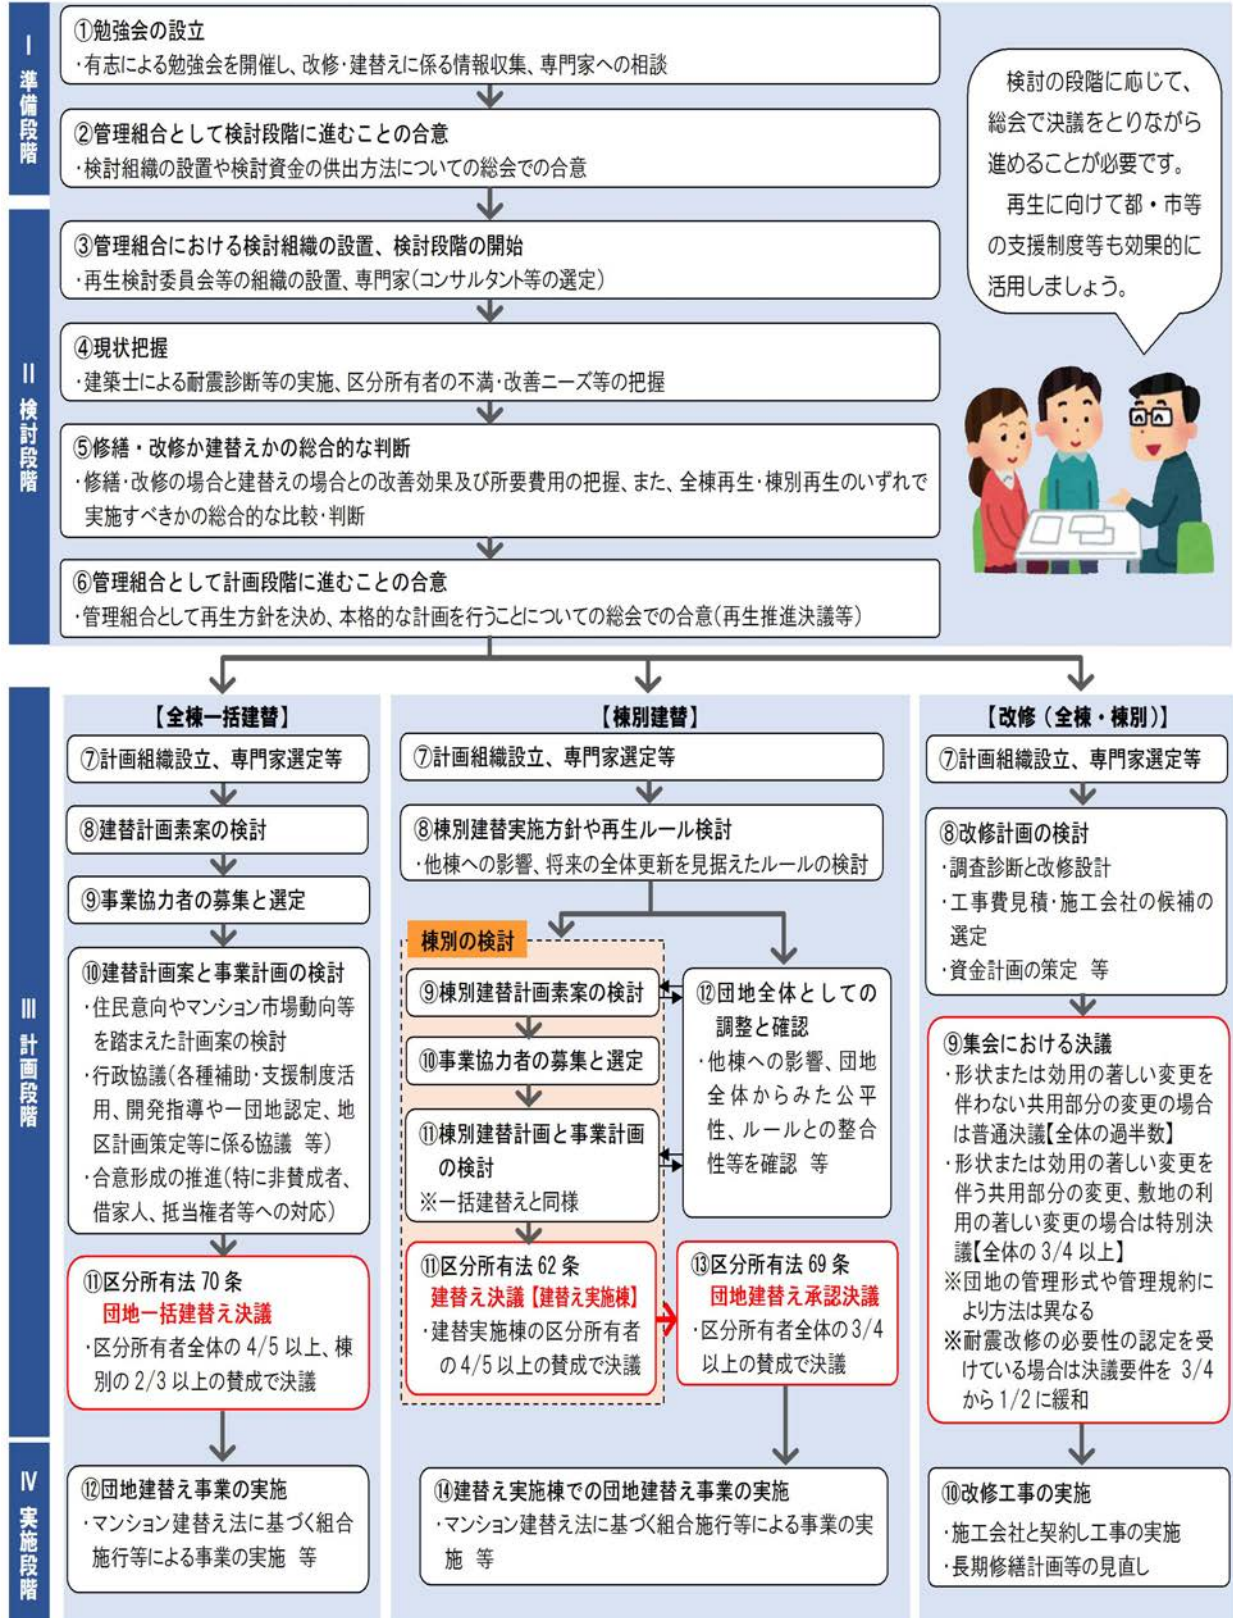 Ⅰ 準備段階
①勉強会の設立
・有志による勉強会を開催し、改修・建替えに係る情報収集、専門家への相談
②管理組合として検討段階に進むことの合意
・検討組織の設置や検討資金の供出方法についての総会での合意
検討の段階に応じて、
総会で決議をとりながら
進めることが必要です。
再生に向けて都・市等
の支援制度等も効果的に
活用しましょう。
Ⅱ 検討段階
③管理組合における検討組織の設置、検討段階の開始
・再生検討委員会等の組織の設置、専門家(コンサルタント等の選定)
④現状把握
・建築士による耐震診断等の実施、区分所有者の不満・改善ニーズ等の把握
⑤修繕・改修か建替えかの総合的な判断
・修繕・改修の場合と建替えの場合との改善効果及び所要費用の把握、また、全棟再生・棟別再生のいずれで
実施すべきかの総合的な比較・判断
⑥管理組合として計画段階に進むことの合意
・管理組合として再生方針を決め、本格的な計画を行うことについての総会での合意(再生推進決議等)
Ⅲ 計画段階
【全棟一括建替】
⑦計画組織設立、専門家選定等
⑧建替計画素案の検討
⑨事業協力者の募集と選定
⑩建替計画案と事業計画の検討
・住民意向やマンション市場動向等
を踏まえた計画案の検討
・行政協議(各種補助・支援制度活
用、開発指導や一団地認定、地
区計画策定等に係る協議 等)
・合意形成の推進(特に非賛成者、
借家人、抵当権者等への対応)
⑪区分所有法 70 条
団地一括建替え決議
・区分所有者全体の 4/5 以上、棟
別の 2/3 以上の賛成で決議
【棟別建替】
⑦計画組織設立、専門家選定等
⑧棟別建替実施方針や再生ルール検討
・他棟への影響、将来の全体更新を見据えたルールの検討
棟別の検討
⑨棟別建替計画素案の検討
⑩事業協力者の募集と選定
⑪棟別建替計画と事業計画
の検討
※一括建替えと同様
⑪区分所有法 62 条
建替え決議【建替え実施棟】
・建替実施棟の区分所有者
の 4/5 以上の賛成で決議
⑫団地全体としての
調整と確認
・他棟への影響、団地
全体からみた公平
性、ルールとの整合
性等を確認 等
⑬区分所有法 69 条
団地建替え承認決議
・区分所有者全体の 3/4
以上の賛成で決議
【改修(全棟・棟別)】
⑦計画組織設立、専門家選定等
⑧改修計画の検討
・調査診断と改修設計
・工事費見積・施工会社の候補の
選定
・資金計画の策定 等
⑨集会における決議
・形状または効用の著しい変更を
伴わない共用部分の変更の場合
は普通決議【全体の過半数】
・形状または効用の著しい変更を
伴う共用部分の変更、敷地の利
用の著しい変更の場合は特別決
議【全体の 3/4 以上】
※団地の管理形式や管理規約に
より方法は異なる
※耐震改修の必要性の認定を受
けている場合は決議要件を 3/4
から 1/2 に緩和
Ⅳ 実施段階
⑫団地建替え事業の実施
・マンション建替え法に基づく組合
施行等による事業の実施 等
⑭建替え実施棟での団地建替え事業の実施
・マンション建替え法に基づく組合施行等による事業の実
施 等
⑩改修工事の実施
・施工会社と契約し工事の実施
・長期修繕計画等の見直し